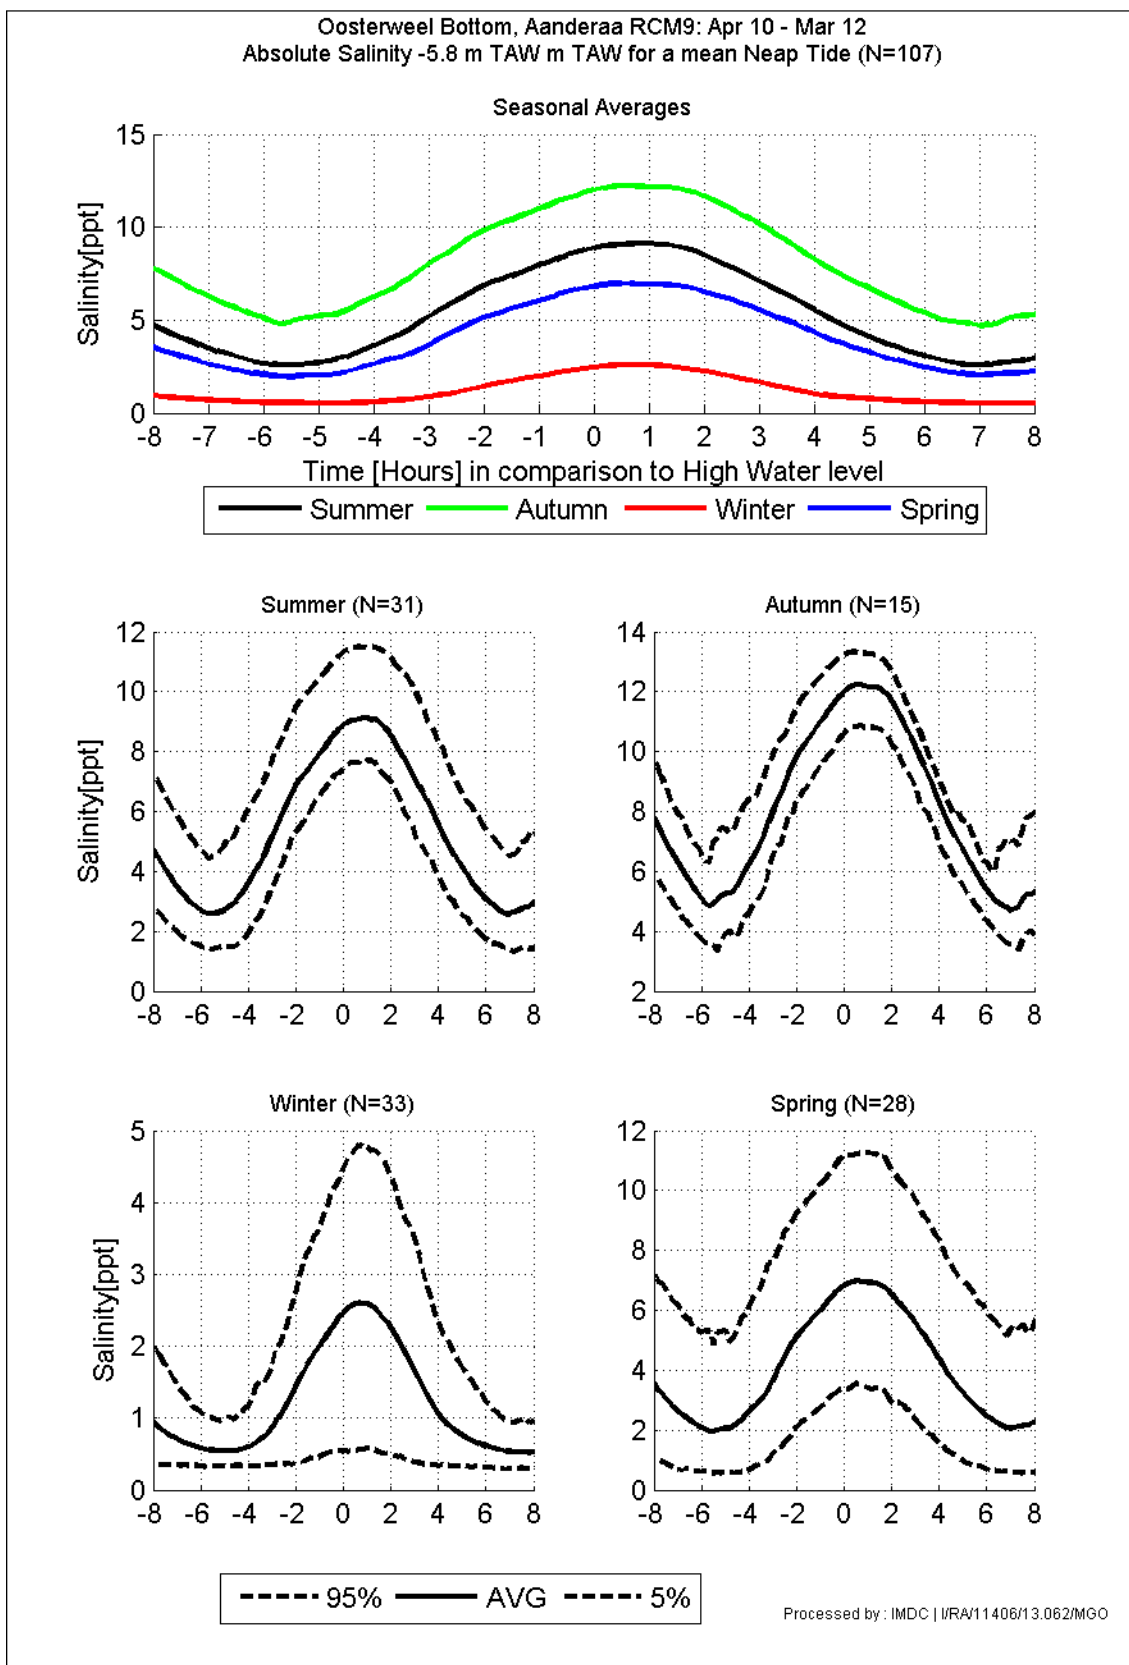 Oosterweel Bottom, Aanderaa RCM9: Apr 10 - Mar 12
Absolute Salinity -5.8 m TAW m TAW for a mean Neap Tide (N=107)
Seasonal Averages
15
10
5
0
Salinity[ppt]
-8 -7 -6 -5 -4 -3 -2 -1 0 1 2 3 4 5 6 7 8
Time [Hours] in comparison to High Water level
Summer Autumn Winter Spring
Summer (N=31)
12
10
8
6
4
2
0
Salinity[ppt]
-8 -6 -4 -2 0 2 4 6 8
Autumn (N=15)
14
12
10
8
6
4
2
-8 -6 -4 -2 0 2 4 6 8
Winter (N=33)
5
4
3
2
1
0
Salinity[ppt]
-8 -6 -4 -2 0 2 4 6 8
Spring (N=28)
12
10
8
6
4
2
0
-8 -6 -4 -2 0 2 4 6 8
95% AVG 5%
Processed by : IMDC | I/RA/11406/13.062/MGO